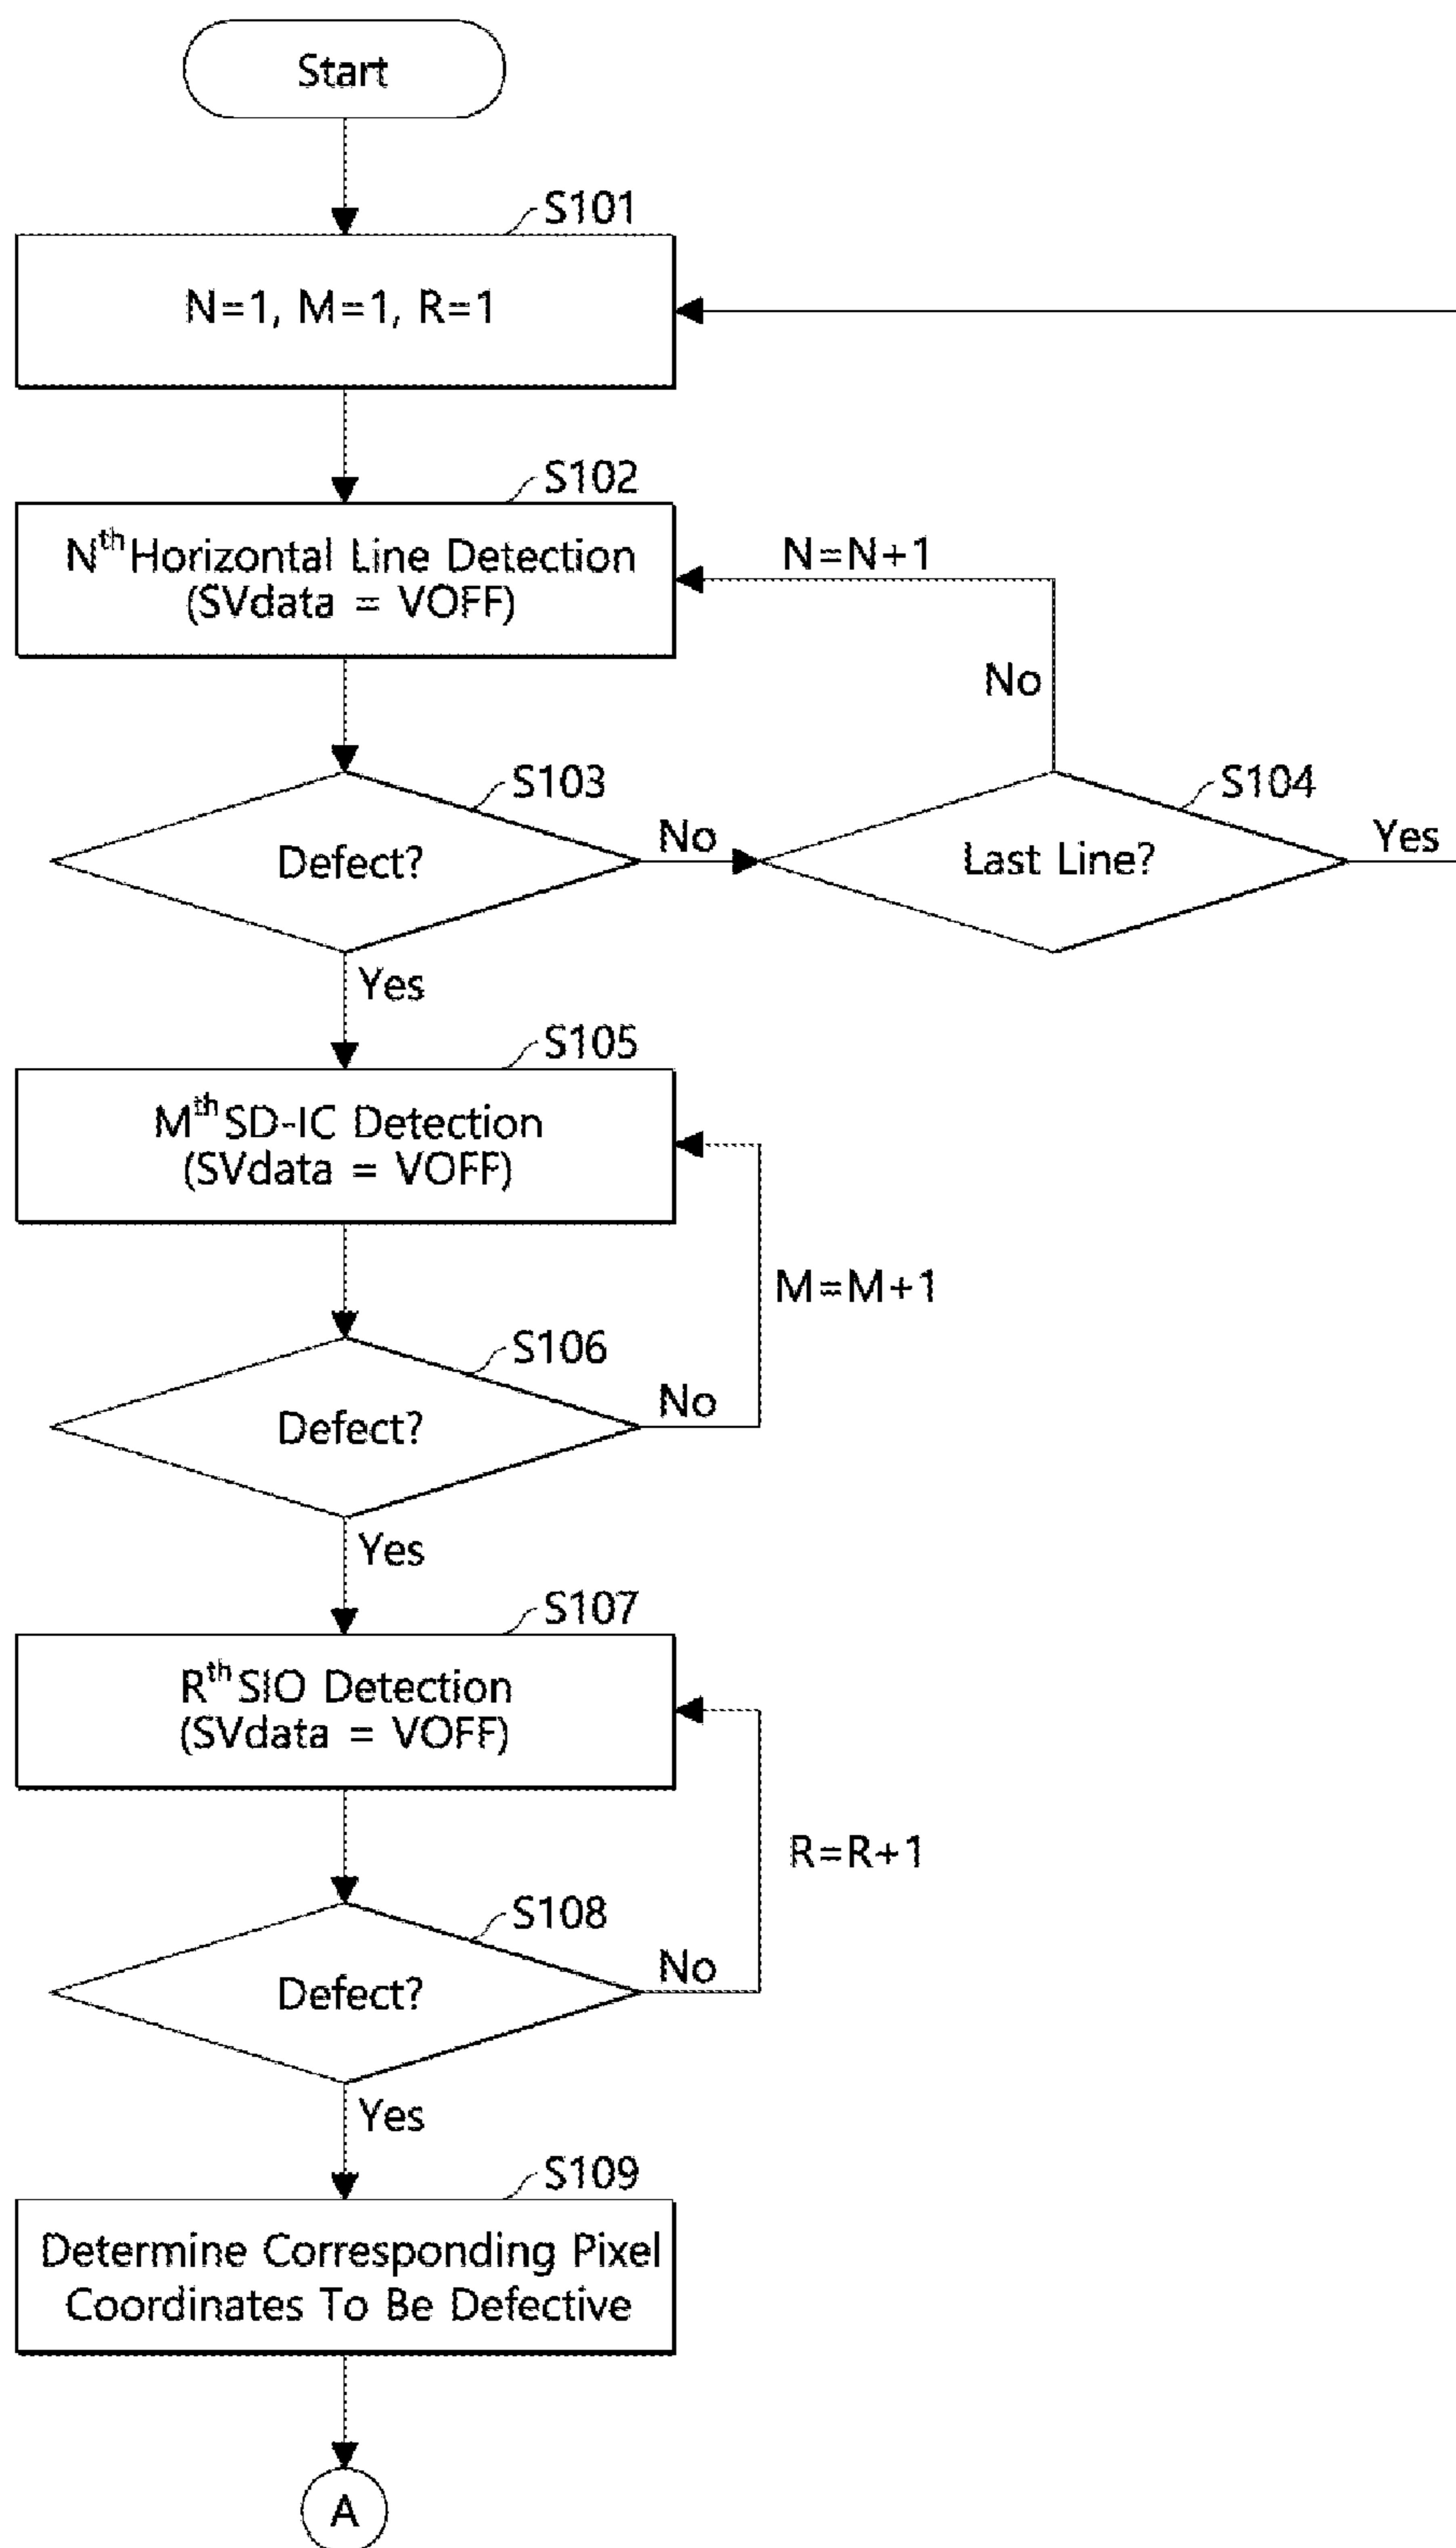 Start
S101
N=1, M=1, R=1
S102
Nth Horizontal Line Detection
(SVdata = VOFF)
N=N+1
No
S103
Defect?
No
S104
Last Line?
Yes
Yes
S105
Mth SD-IC Detection
(SVdata = VOFF)
M=M+1
S106
Defect?
No
Yes
S107
Rth SIO Detection
(SVdata = VOFF)
R=R+1
S108
Defect?
No
Yes
S109
Determine Corresponding Pixel
Coordinates To Be Defective
A